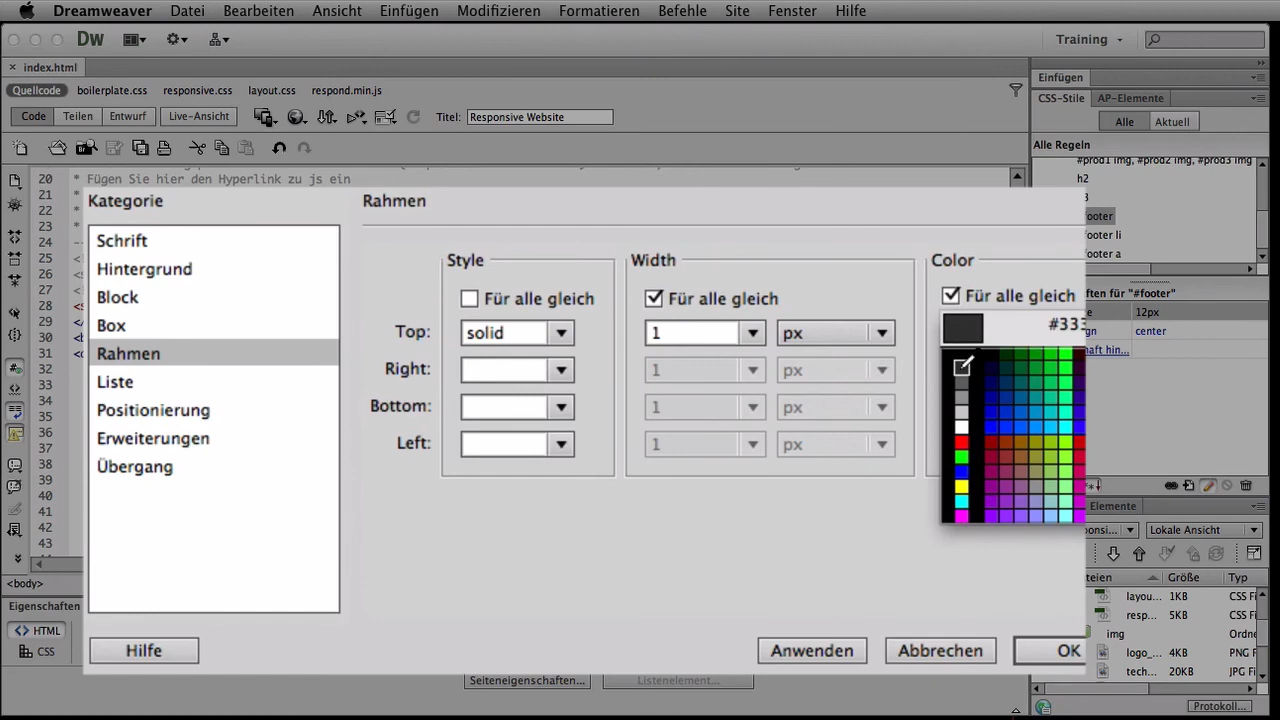 Dreamweaver Datei Bearbeiten Ansicht Einfügen Modifizieren Formatieren Befehle Site Fenster Hilfe
Dw Training
× index.html
Einfügen
Quellcode boilerplate.css responsive.css layout.css respond.min.js
CSS-Stile AP-Elemente
Code Teilen Entwurf Live-Ansicht Titel: Responsive Website
Alle Aktuell
Alle Regeln
#prod1 img, #prod2 img, #prod3 img
h2
3
footer
footer li
footer a
20 * Fügen Sie hier den Hyperlink zu js ein
21 *
22 *
23 *
24
25
26
27
28
29
30
31
32
33
34
35
36
37
38
39
40
41
42
43
Kategorie
Schrift
Hintergrund
Block
Box
Rahmen
Liste
Positionierung
Erweiterungen
Übergang
Rahmen
Style Width Color
Für alle gleich Für alle gleich Für alle gleich
Top: solid 1 px #333
Right: 1 px
Bottom: 1 px
Left: 1 px
Hilfe Anwenden Abbrechen OK
ften für "#footer"
12px
ign center
haft hin...
Elemente
onsi... Lokale Ansicht
eien Größe Typ
layou... 1KB CSS Fi
resp... 5KB CSS Fi
img Ordne
logo_... 4KB PNG F
tech... 20KB JPG F
<body>
Eigenschaften
<> HTML
CSS
Seiteneigenschaften... Listenelement...
Protokoll...